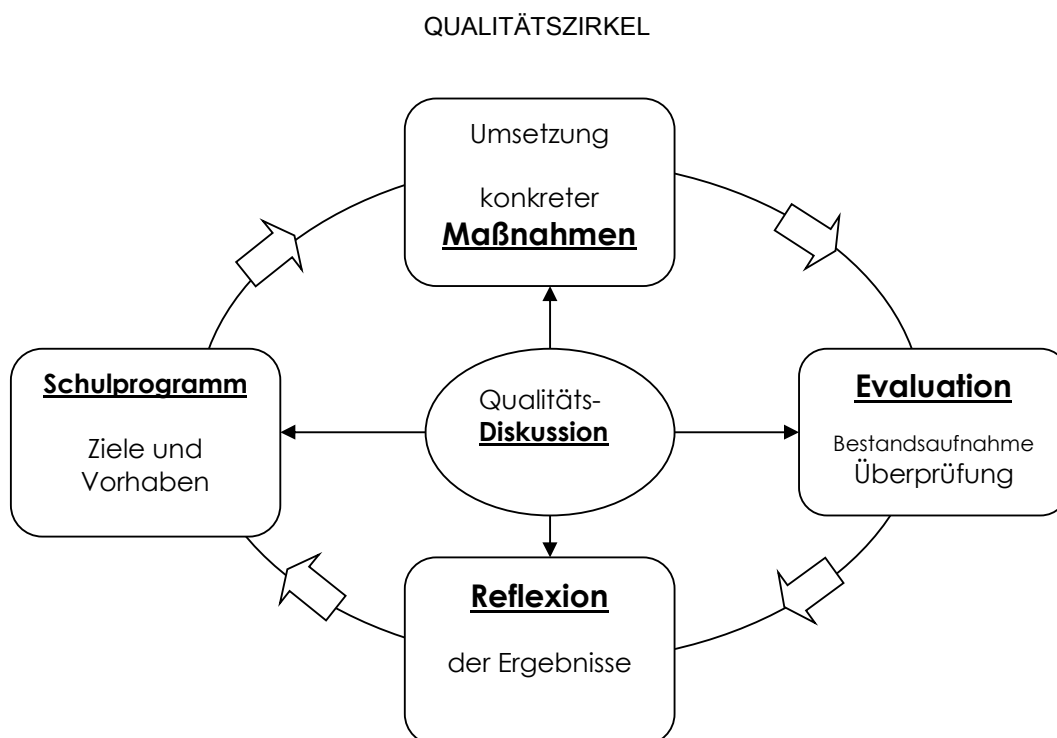 QUALITÄTSZIRKEL
Umsetzung
konkreter
Maßnahmen
Schulprogramm
Ziele und
Vorhaben
Qualitäts-
Diskussion
Evaluation
Bestandsaufnahme
Überprüfung
Reflexion
der Ergebnisse